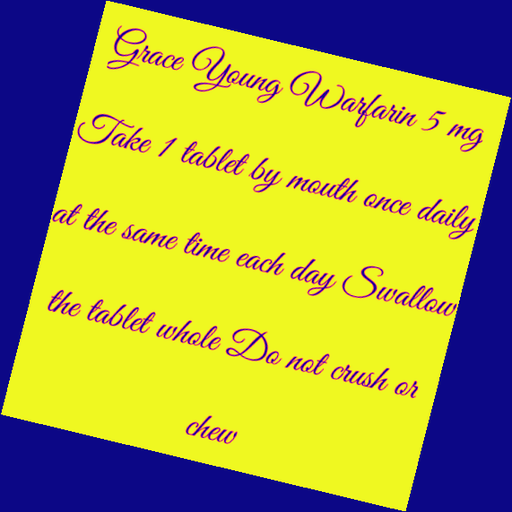 Grace Young Warfarin 5 mg
Take 1 tablet by mouth once daily
at the same time each day Swallow
the tablet whole Do not crush or
chew